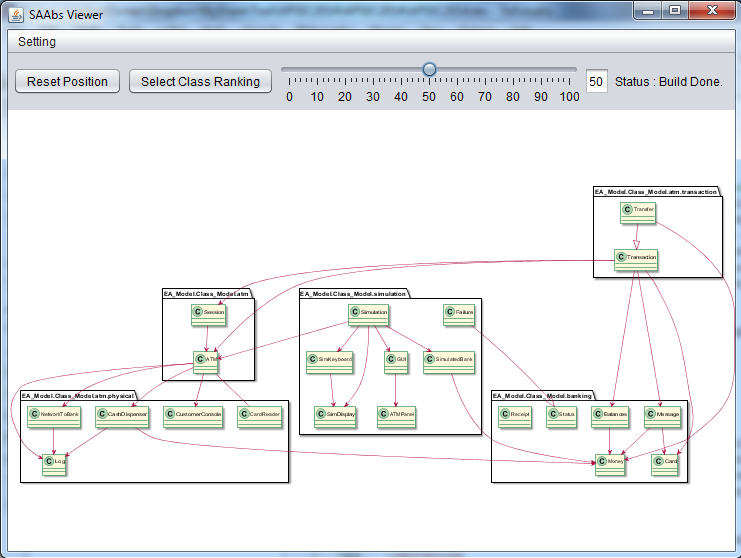 SAAbs Viewer
Setting
Reset Position
Select Class Ranking
0 10 20 30 40 50 60 70 80 90 100
50
Status : Build Done.
EA_Model.Class_Model.atm.transaction
C Transfer
C Transaction
EA_Model.Class_Model.atm
C Session
C ATM
EA_Model.Class_Model.simulation
C Simulation
C Failure
C SimKeyboard
C GUI
C SimulatedBank
C SimDisplay
C ATMPanel
EA_Model.Class_Model.atm.physical
C NetworkToBank
C CashDispenser
C CustomerConsole
C CardReader
C Log
EA_Model.Class_Model.banking
C Receipt
C Status
C Balances
C Message
C Money
C Card